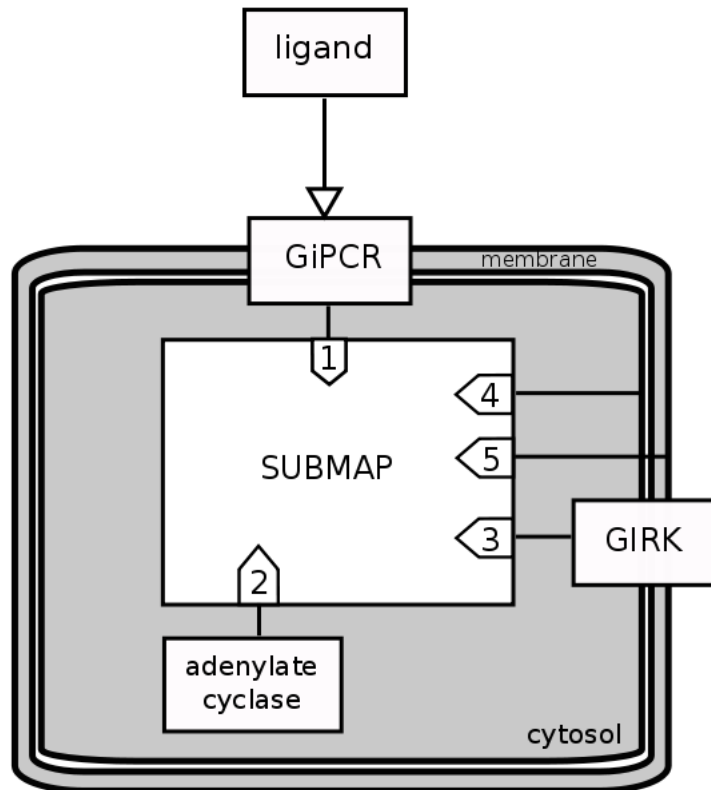 ligand
GiPCR
membrane
1
4
SUBMAP
5
3
GIRK
2
adenylate
cyclase
cytosol